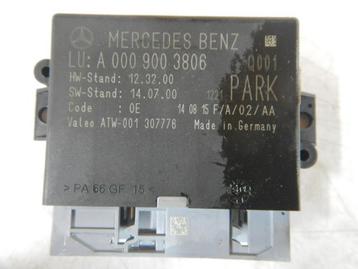 MERCEDES BENZ
LU: A 000 900 3806 Q001
HW-Stand: 12.32.00
SW-Stand: 14.07.00 1221 PARK
Code : 0E 14 08 15 F/A/02/AA
Valeo ATW-001 307776 Made in Germany
>PA 66 GF 15<